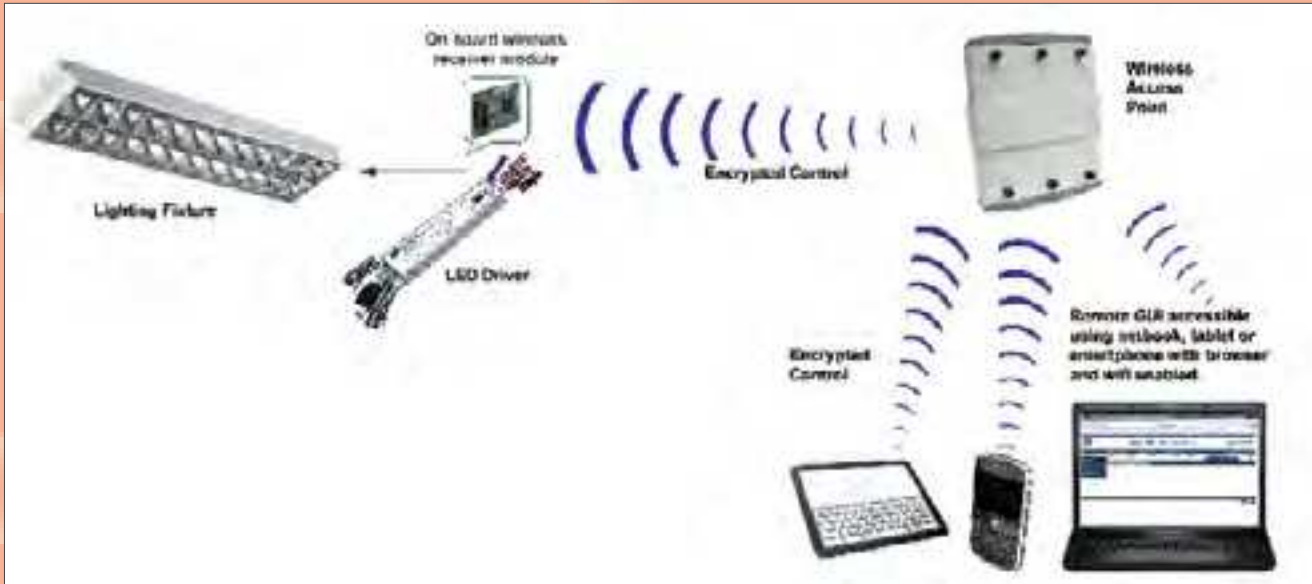 On board wireless
receiver module
Wireless
Access
Point
Encrypted Control
Lighting Fixture
LED Driver
Remote GUI accessible
using netbook, tablet or
smartphone with browser
and wifi enabled
Encrypted
Control